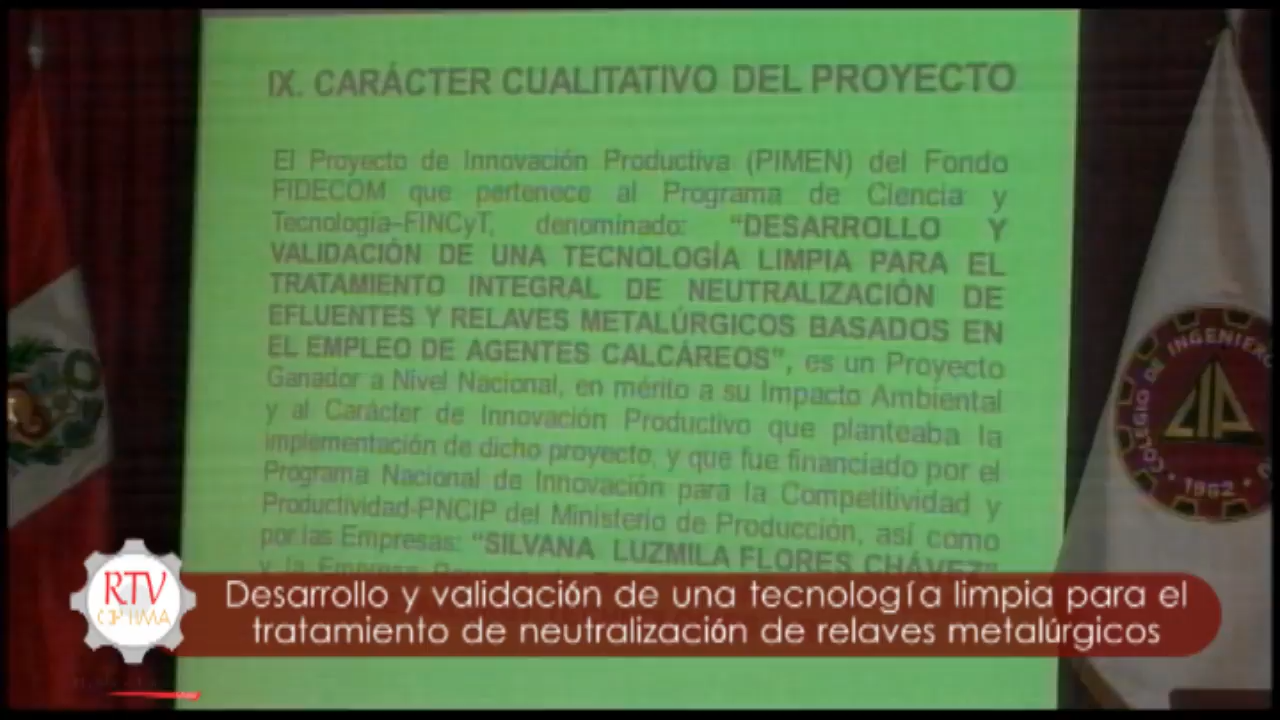 IX. CARÁCTER CUALITATIVO DEL PROYECTO
El Proyecto de Innovación Productiva (PIMEN) del Fondo
FIDECOM que pertenece al Programa de Ciencia y
Tecnología-FINCyT, denominado: "DESARROLLO Y
VALIDACIÓN DE UNA TECNOLOGÍA LIMPIA PARA EL
TRATAMIENTO INTEGRAL DE NEUTRALIZACIÓN DE
EFLUENTES Y RELAVES METALÚRGICOS BASADOS EN
EL EMPLEO DE AGENTES CALCÁREOS", es un Proyecto
Ganador a Nivel Nacional, en mérito a su Impacto Ambiental
y al Carácter de Innovación Productivo que planteaba la
implementación de dicho proyecto, y que fue financiado por el
Programa Nacional de Innovación para la Competitividad y
Productividad-PNCIP del Ministerio de Producción, así como
por las Empresas: "SILVANA LUZMILA FLORES CHÁVEZ"
y la Empresa
COLEGIO DE INGENIEROS
CIP
1962
RTV
Desarrollo y validación de una tecnología limpia para el
tratamiento de neutralización de relaves metalúrgicos